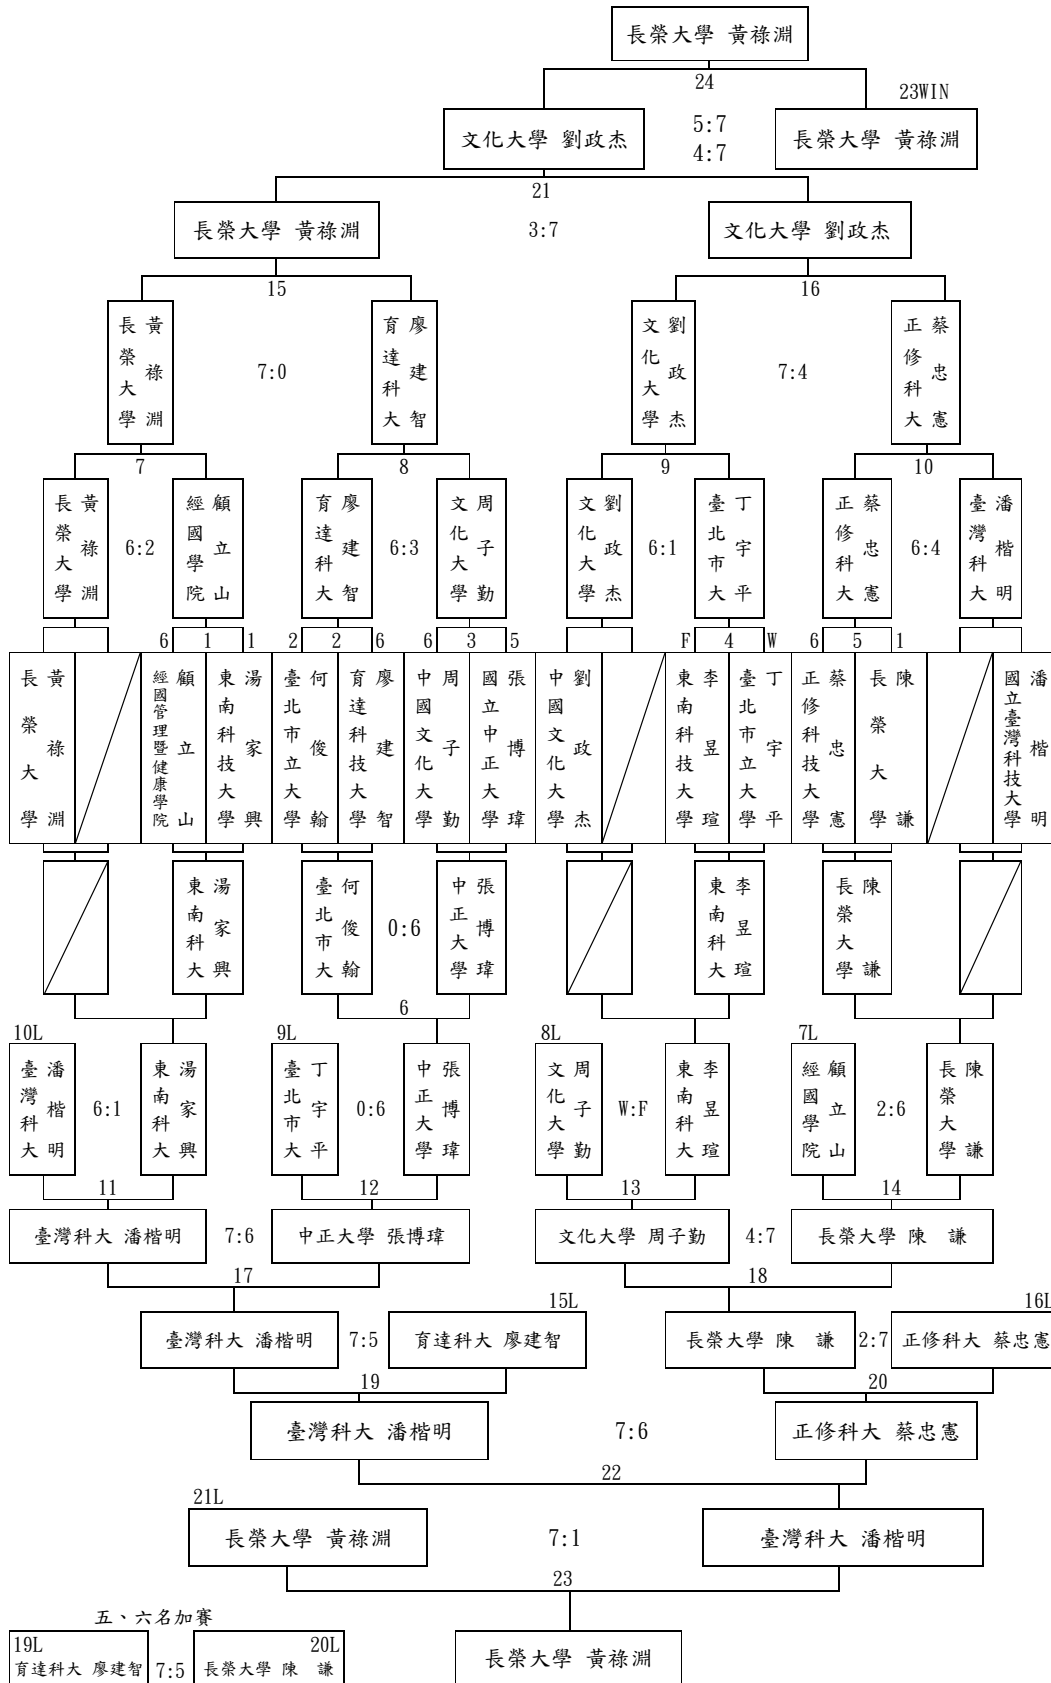 長榮大學 黃祿淵
24
23WIN
文化大學 劉政杰
5:7
4:7
長榮大學 黃祿淵
21
長榮大學 黃祿淵
3:7
文化大學 劉政杰
15
16
長榮大學 黃祿淵
7:0
育達科大 廖建智
文化大學 劉政杰
7:4
正修科大 蔡忠憲
7
8
9
10
長榮大學 黃祿淵
6:2
經國學院 顧立山
育達科大 廖建智
6:3
文化大學 周子勤
文化大學 劉政杰
6:1
臺北市大 丁宇平
正修科大 蔡忠憲
6:4
臺灣科大 潘楷明
6 1 1
2 2 6
6 3 5
F 4 W
6 5 1
長榮大學 黃祿淵
經國管理暨健康學院 顧立山
東南科技大學 湯家興
臺北市立大學 何俊翰
育達科技大學 廖建智
中國文化大學 周子勤
國立中正大學 張博瑋
中國文化大學 劉政杰
東南科技大學 李昱瑄
臺北市立大學 丁宇平
正修科技大學 蔡忠憲
長榮大學 陳謙
國立臺灣科技大學 潘楷明
東南科大 湯家興
臺北市大 何俊翰
0:6
中正大學 張博瑋
東南科大 李昱瑄
長榮大學 陳謙
6
10L
9L
8L
7L
臺灣科大 潘楷明
6:1
東南科大 湯家興
臺北市大 丁宇平
0:6
中正大學 張博瑋
文化大學 周子勤
W:F
東南科大 李昱瑄
經國學院 顧立山
2:6
長榮大學 陳謙
11
12
13
14
臺灣科大 潘楷明
7:6
中正大學 張博瑋
文化大學 周子勤
4:7
長榮大學 陳　謙
17
18
15L
16L
臺灣科大 潘楷明
7:5
育達科大 廖建智
長榮大學 陳　謙
2:7
正修科大 蔡忠憲
19
20
臺灣科大 潘楷明
7:6
正修科大 蔡忠憲
22
21L
長榮大學 黃祿淵
7:1
臺灣科大 潘楷明
23
五、六名加賽
19L
育達科大 廖建智
7:5
20L
長榮大學 陳　謙
長榮大學 黃祿淵